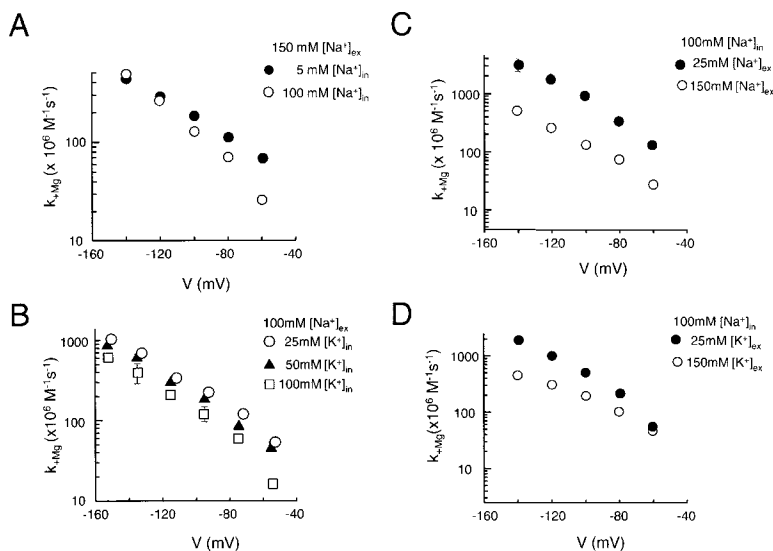 A
150 mM [Na⁺]ex
● 5 mM [Na⁺]in
○ 100 mM [Na⁺]in
k+Mg (x 10⁶ M⁻¹s⁻¹)
100
10
-160 -120 -80 -40
V (mV)
B
100mM [Na⁺]ex
○ 25mM [K⁺]in
▲ 50mM [K⁺]in
□ 100mM [K⁺]in
k+Mg (x10⁶ M⁻¹s⁻¹)
1000
100
10
-160 -120 -80 -40
V (mV)
C
100mM [Na⁺]in
● 25mM [Na⁺]ex
○ 150mM [Na⁺]ex
k+Mg (x 10⁶ M⁻¹s⁻¹)
1000
100
10
-160 -120 -80 -40
V (mV)
D
100mM [Na⁺]in
● 25mM [K⁺]ex
○ 150mM [K⁺]ex
k+Mg (x 10⁶ M⁻¹s⁻¹)
1000
100
10
-160 -120 -80 -40
V (mV)